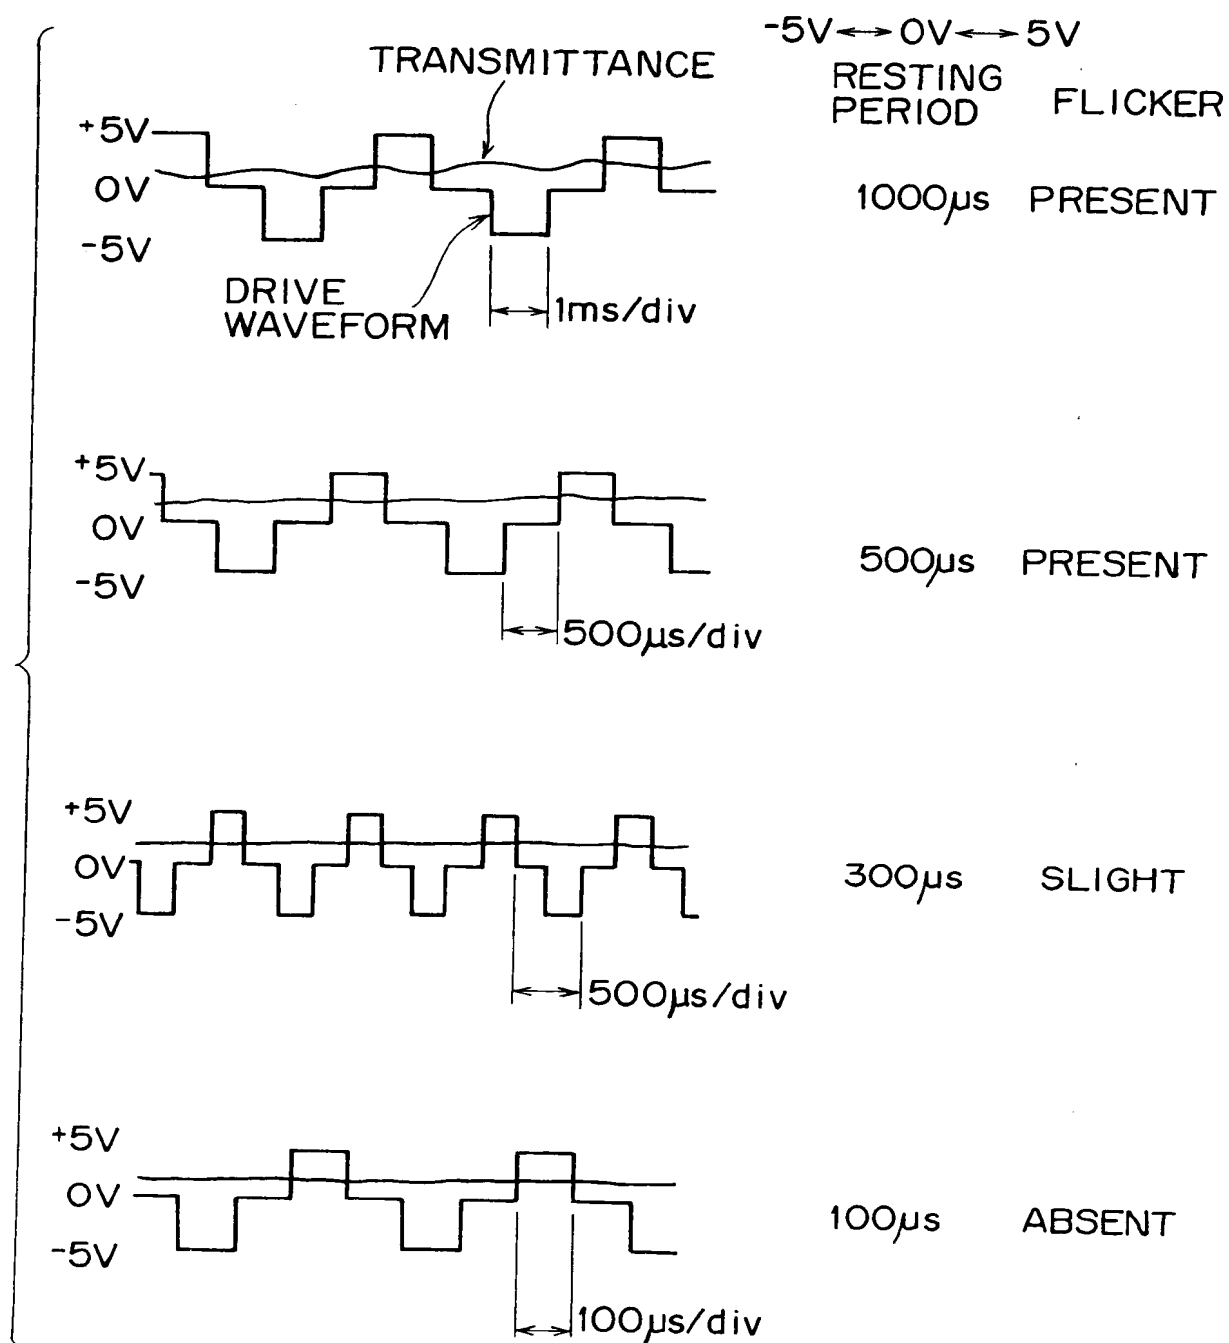 -5V↔0V↔5V
TRANSMITTANCE
RESTING PERIOD
FLICKER
+5V
0V
-5V
1000μs PRESENT
DRIVE WAVEFORM
1ms/div
+5V
0V
-5V
500μs PRESENT
500μs/div
+5V
0V
-5V
300μs SLIGHT
500μs/div
+5V
0V
-5V
100μs ABSENT
100μs/div